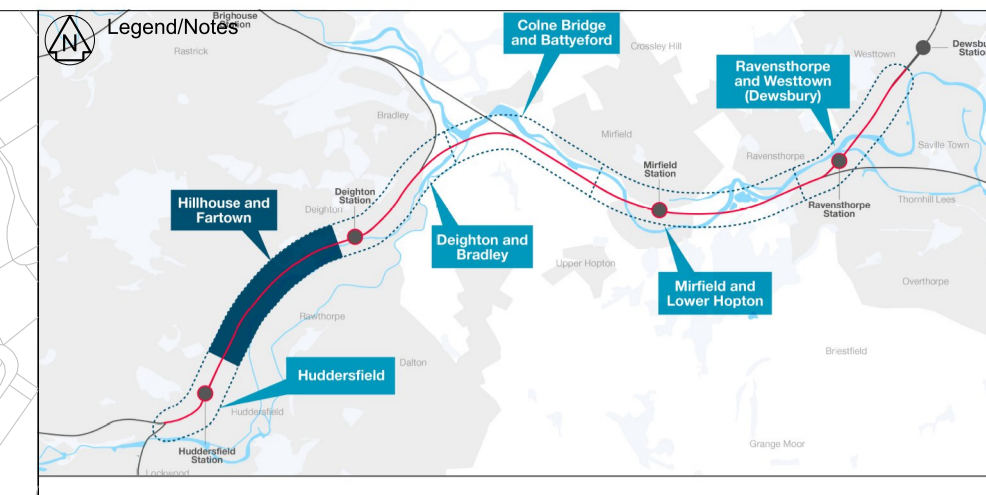 N
Legend/Notes
Brighouse
Station
Rastrick
Colne Bridge
and Battyeford
Crossley Hill
Westtown
Dewsbu
Statio
Ravensthorpe
and Westtown
(Dewsbury)
Bradley
Mirfield
Saville Town
Ravensthorpe
Mirfield
Station
Hillhouse and
Fartown
Deighton
Station
Deighton
Thornhill Lees
Ravensthorpe
Station
Deighton and
Bradley
Upper Hopton
Mirfield and
Lower Hopton
Overthorpe
Rawthorpe
Briestfield
Dalton
Huddersfield
Huddersfield
Grange Moor
Huddersfield
Station
Lockwood